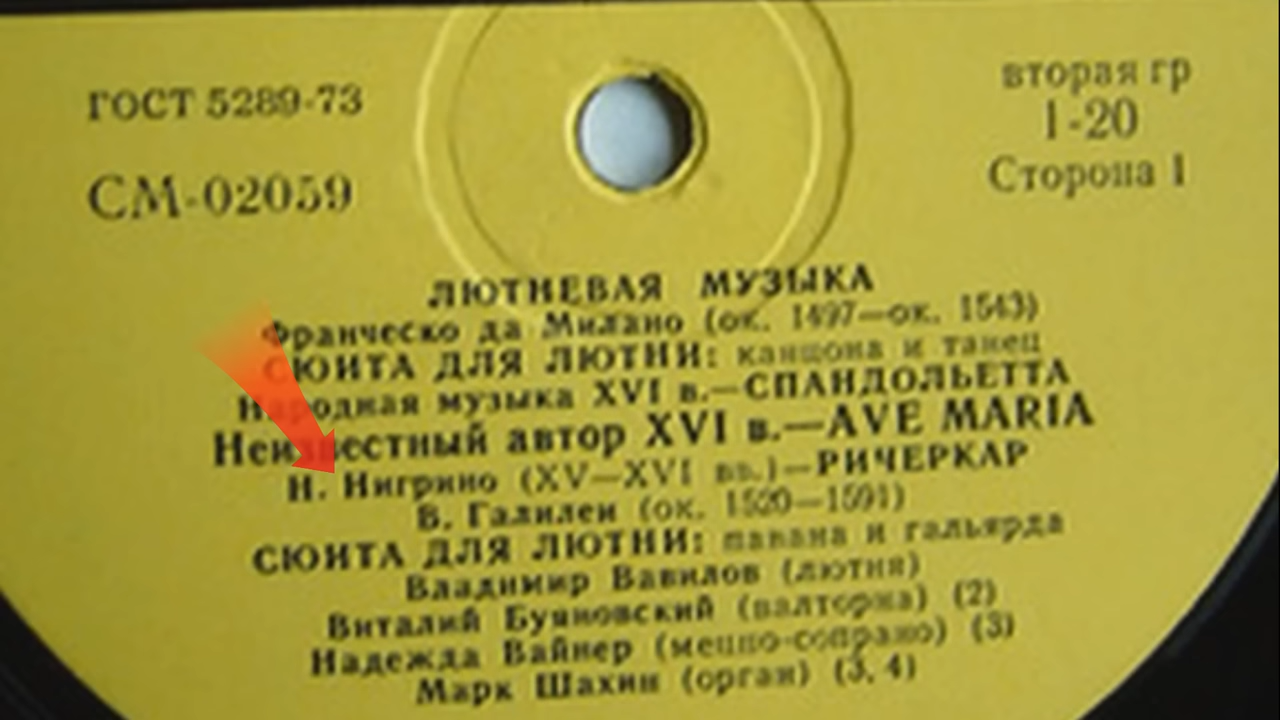 ГОСТ 5289-73
СМ-02059
вторая гр
1-20
Сторона 1
ЛЮТНЕВАЯ МУЗЫКА
Франческо да Милано (ок. 1497—ок. 1543)
СЮИТА ДЛЯ ЛЮТНИ: канцона и танец
Народная музыка XVI в.—СПАНДОЛЬЕТТА
Неизвестный автор XVI в.—AVE MARIA
Н. Нигрино (XV—XVI вв.)—РИЧЕРКАР
В. Галилеи (ок. 1520—1591)
СЮИТА ДЛЯ ЛЮТНИ: павана и гальярда
Владимир Вавилов (лютня)
Виталий Буяновский (валторна) (2)
Надежда Вайнер (меццо-сопрано) (3)
Марк Шахин (орган) (3, 4)